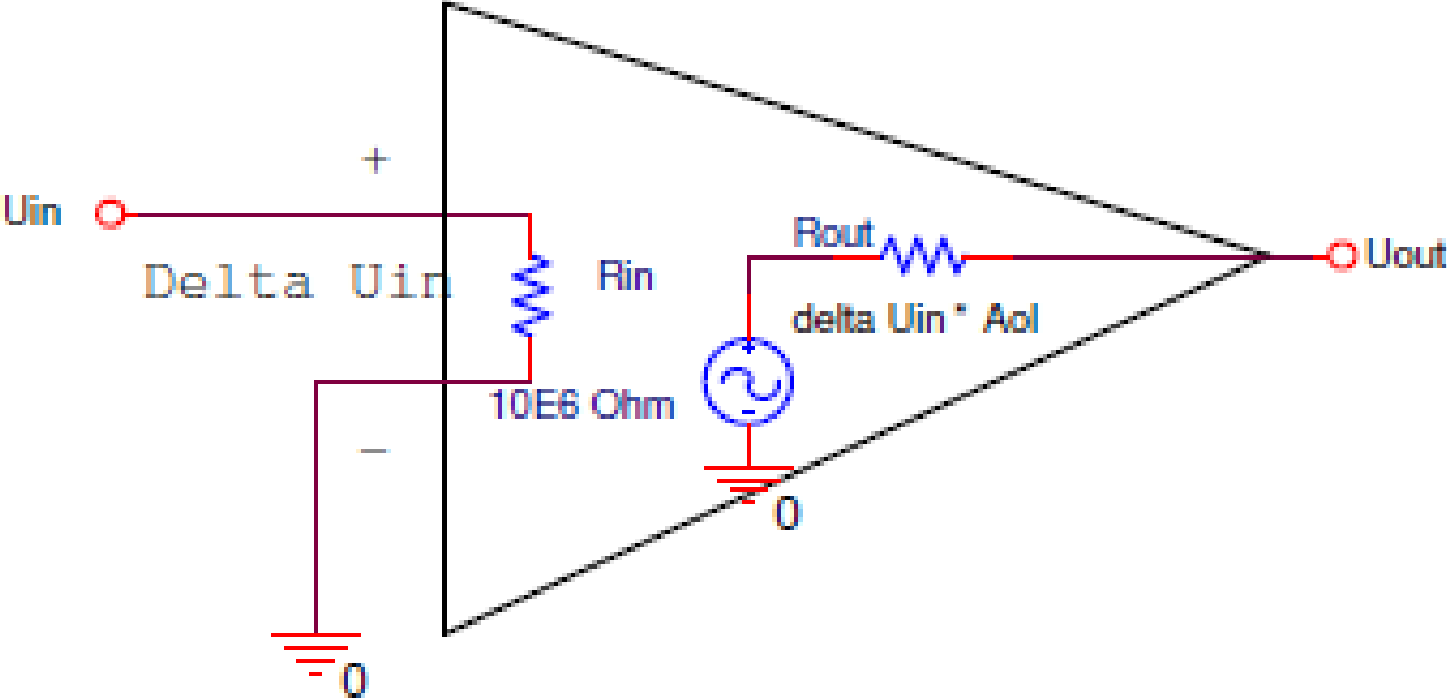 +
Uin
Delta Uin
Rin
Rout
Uout
delta Uin * Aol
10E6 Ohm
−
0
0